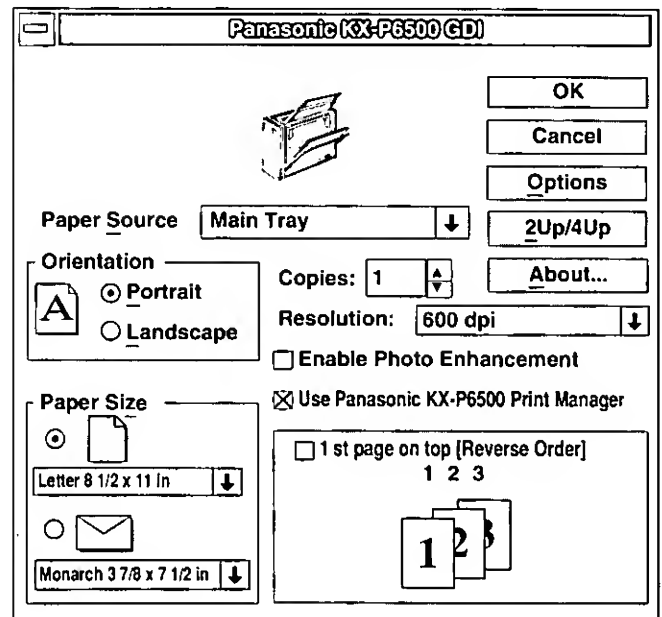 Panasonic KX-P6500 GDI
OK
Cancel
Options
Paper Source Main Tray
2Up/4Up
Orientation
A
Portrait
Landscape
Copies: 1
About...
Resolution: 600 dpi
Enable Photo Enhancement
Use Panasonic KX-P6500 Print Manager
Paper Size
Letter 8 1/2 x 11 in
Monarch 3 7/8 x 7 1/2 in
1 st page on top [Reverse Order]
1 2 3
1 2 3